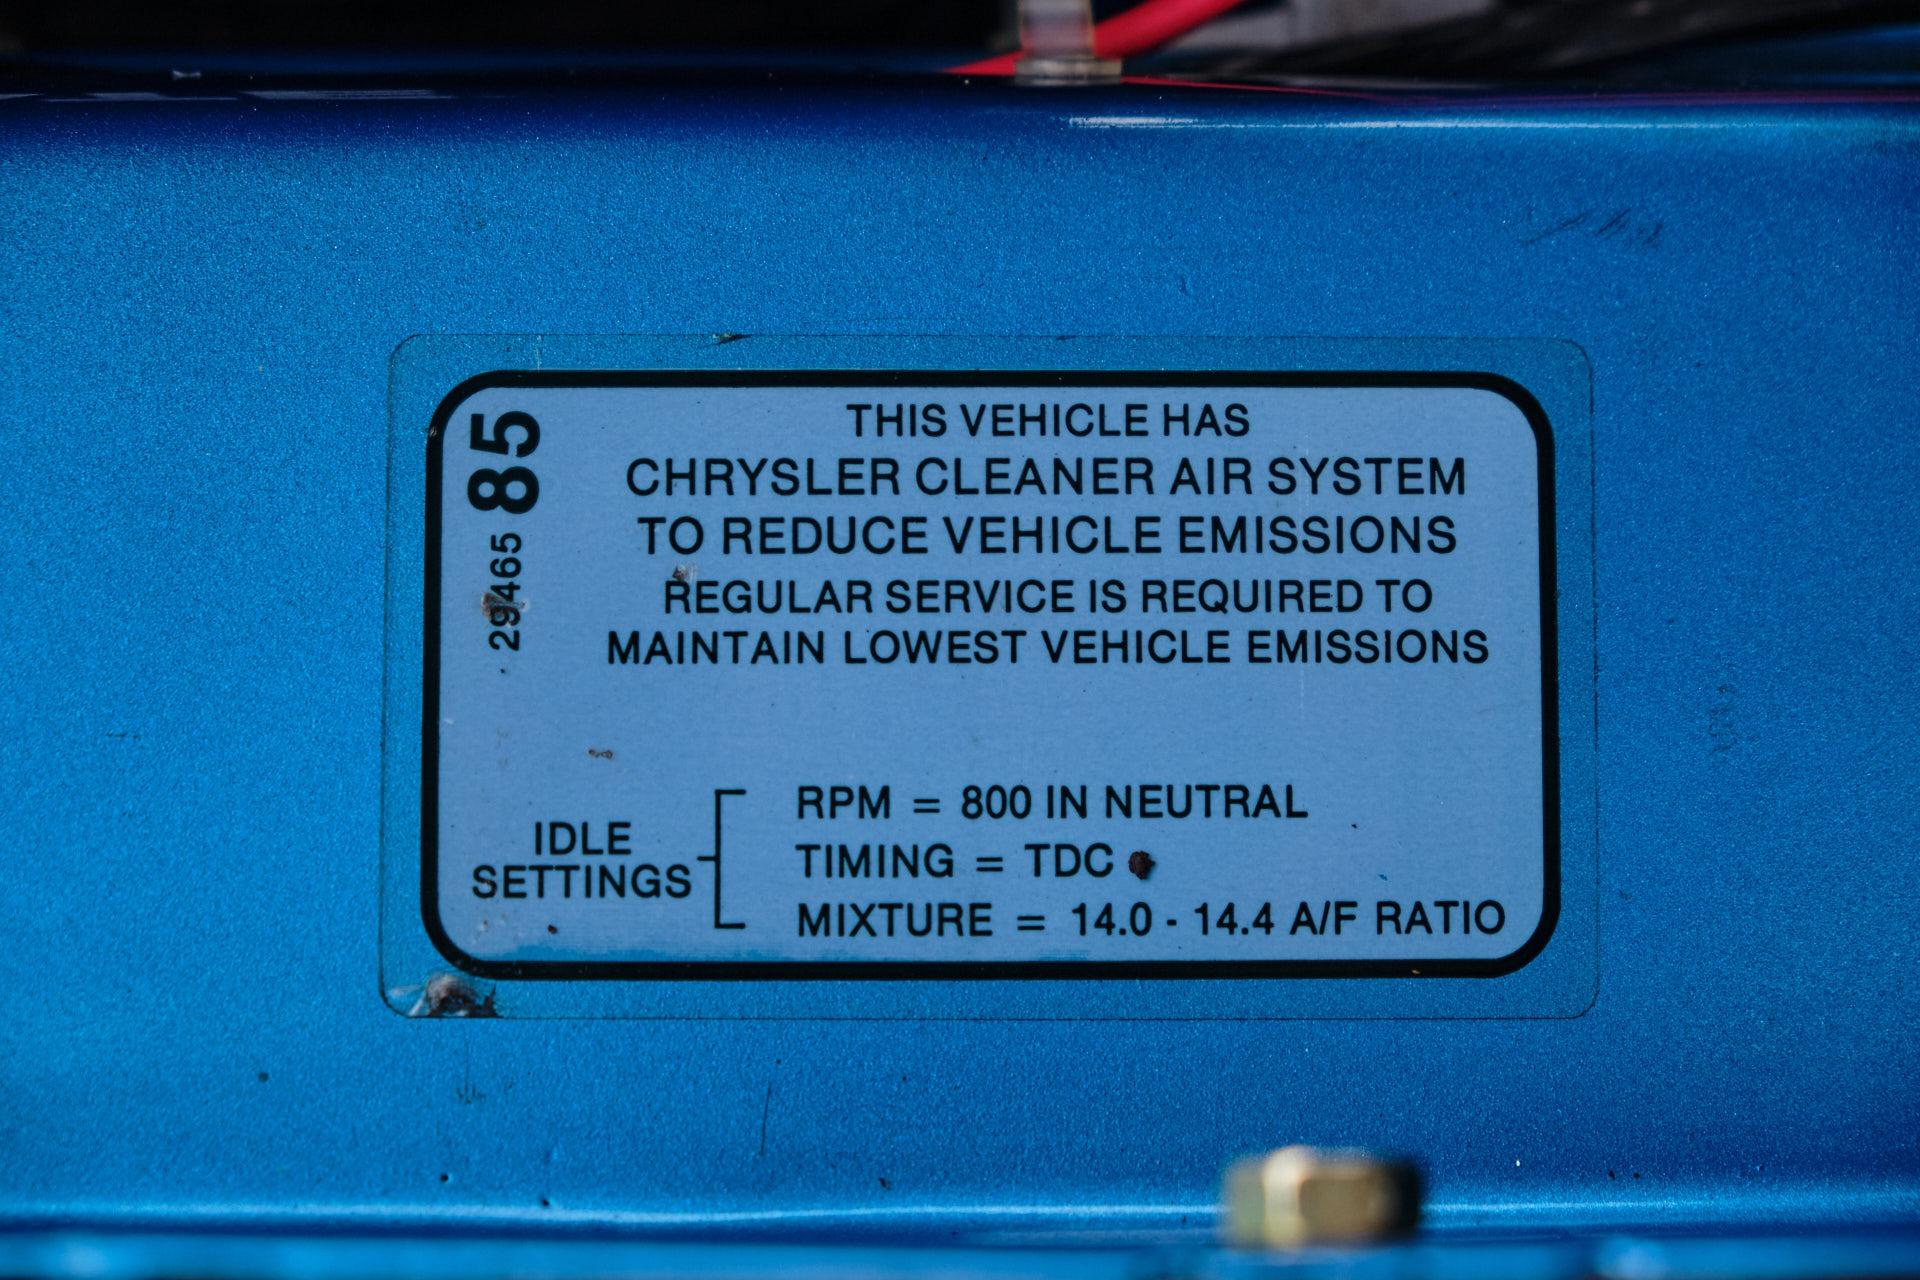 THIS VEHICLE HAS
CHRYSLER CLEANER AIR SYSTEM
TO REDUCE VEHICLE EMISSIONS
REGULAR SERVICE IS REQUIRED TO
MAINTAIN LOWEST VEHICLE EMISSIONS
29465 85
IDLE
SETTINGS
RPM = 800 IN NEUTRAL
TIMING = TDC
MIXTURE = 14.0 - 14.4 A/F RATIO